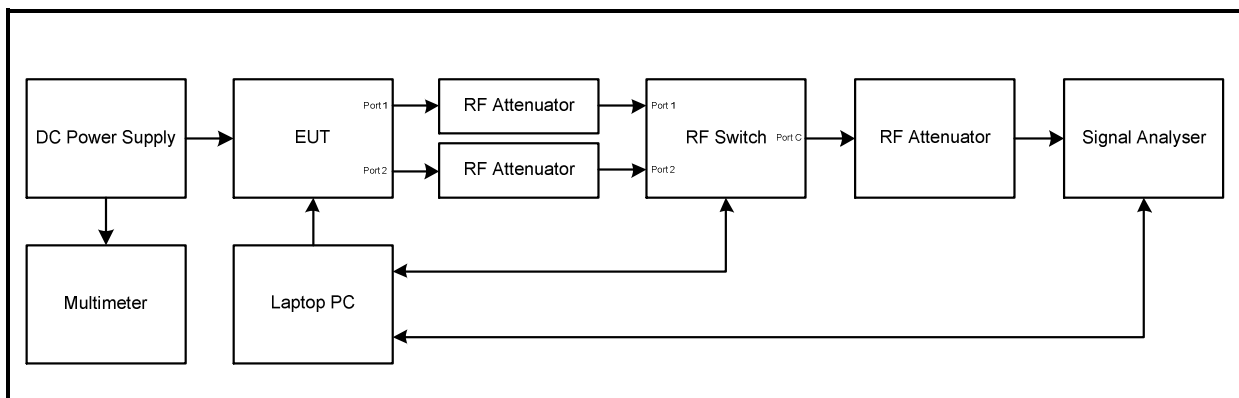 DC Power Supply
EUT
Port 1
Port 2
RF Attenuator
RF Attenuator
Port 1
Port 2
RF Switch
Port C
RF Attenuator
Signal Analyser
Multimeter
Laptop PC